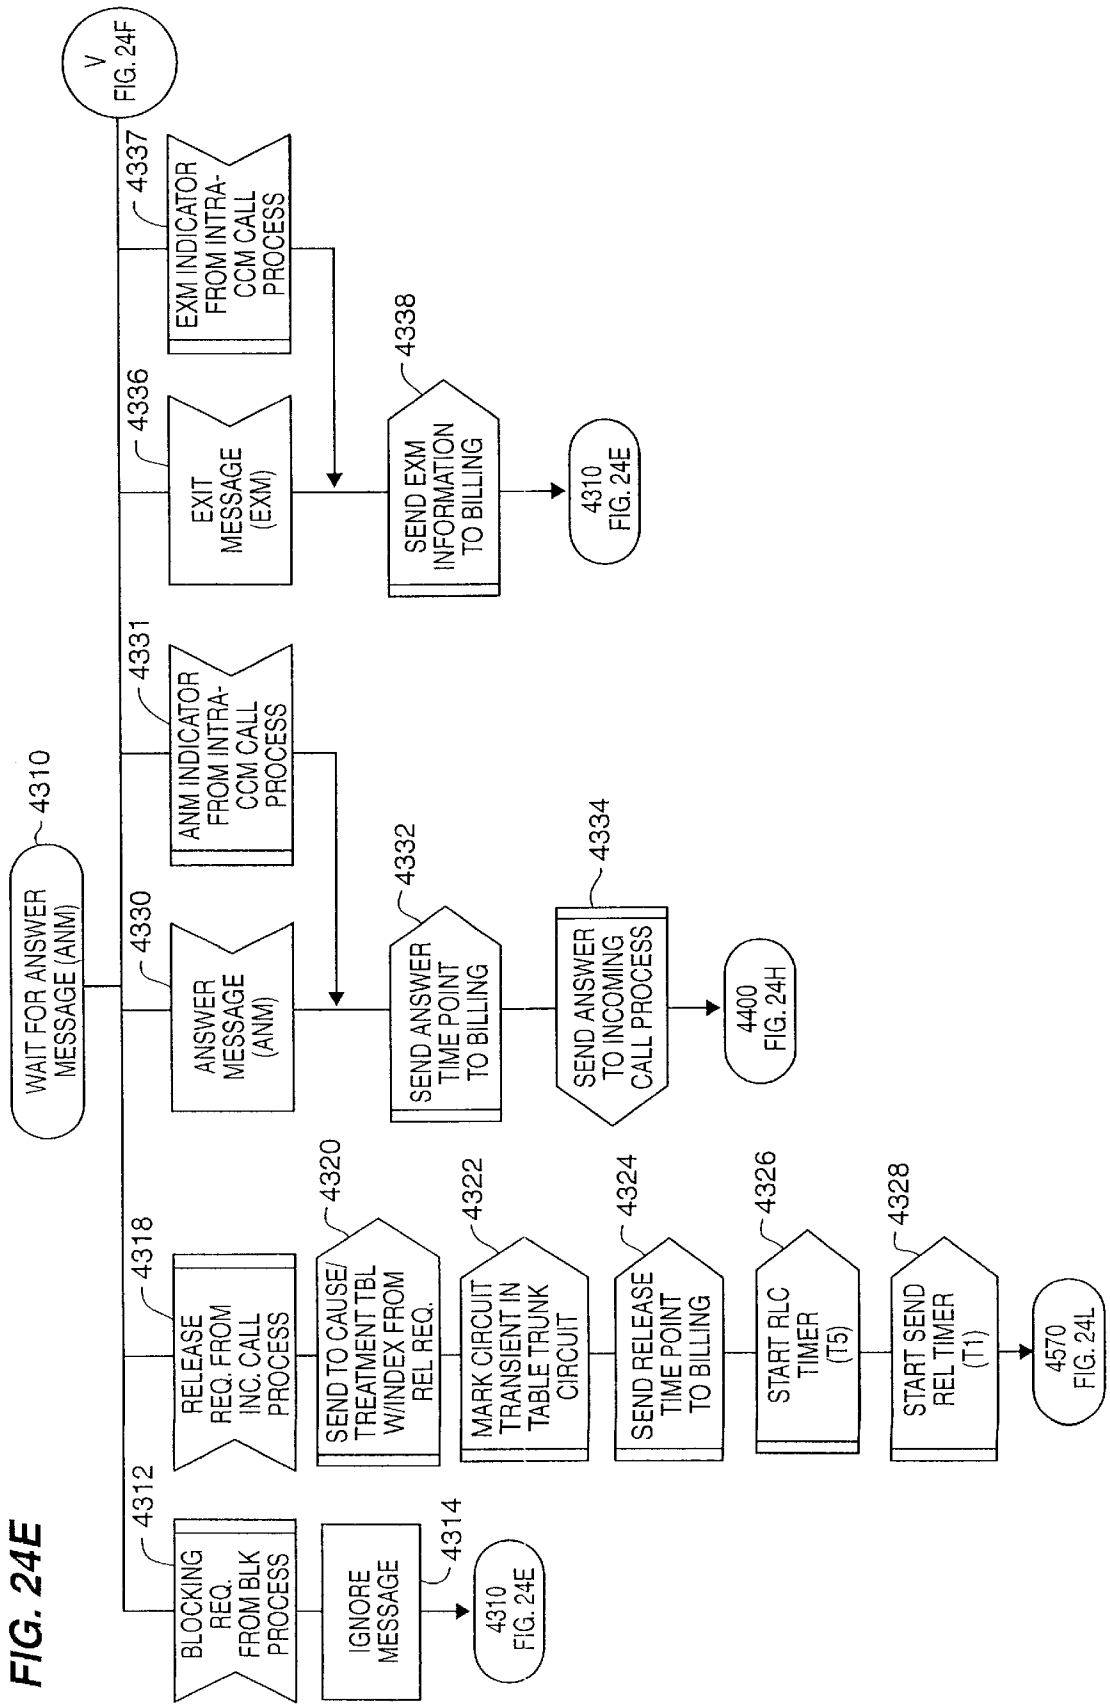 FIG. 24E
WAIT FOR ANSWER
MESSAGE (ANM)
4310
V
FIG. 24F
BLOCKING
REQ.
FROM BLK
PROCESS
4312
IGNORE
MESSAGE
4314
4310
FIG. 24E
RELEASE
REQ. FROM
INC. CALL
PROCESS
4318
SEND TO CAUSE/
TREATMENT TBL
W/INDEX FROM
REL REQ.
4320
MARK CIRCUIT
TRANSIENT IN
TABLE TRUNK
CIRCUIT
4322
SEND RELEASE
TIME POINT
TO BILLING
4324
START RLC
TIMER
(T5)
4326
START SEND
REL TIMER
(T1)
4328
4570
FIG. 24L
ANSWER
MESSAGE
(ANM)
4330
ANM INDICATOR
FROM INTRA-
CCM CALL
PROCESS
4331
SEND ANSWER
TIME POINT
TO BILLING
4332
SEND ANSWER
TO INCOMING
CALL PROCESS
4334
4400
FIG. 24H
EXIT
MESSAGE
(EXM)
4336
EXM INDICATOR
FROM INTRA-
CCM CALL
PROCESS
4337
SEND EXM
INFORMATION
TO BILLING
4338
4310
FIG. 24E